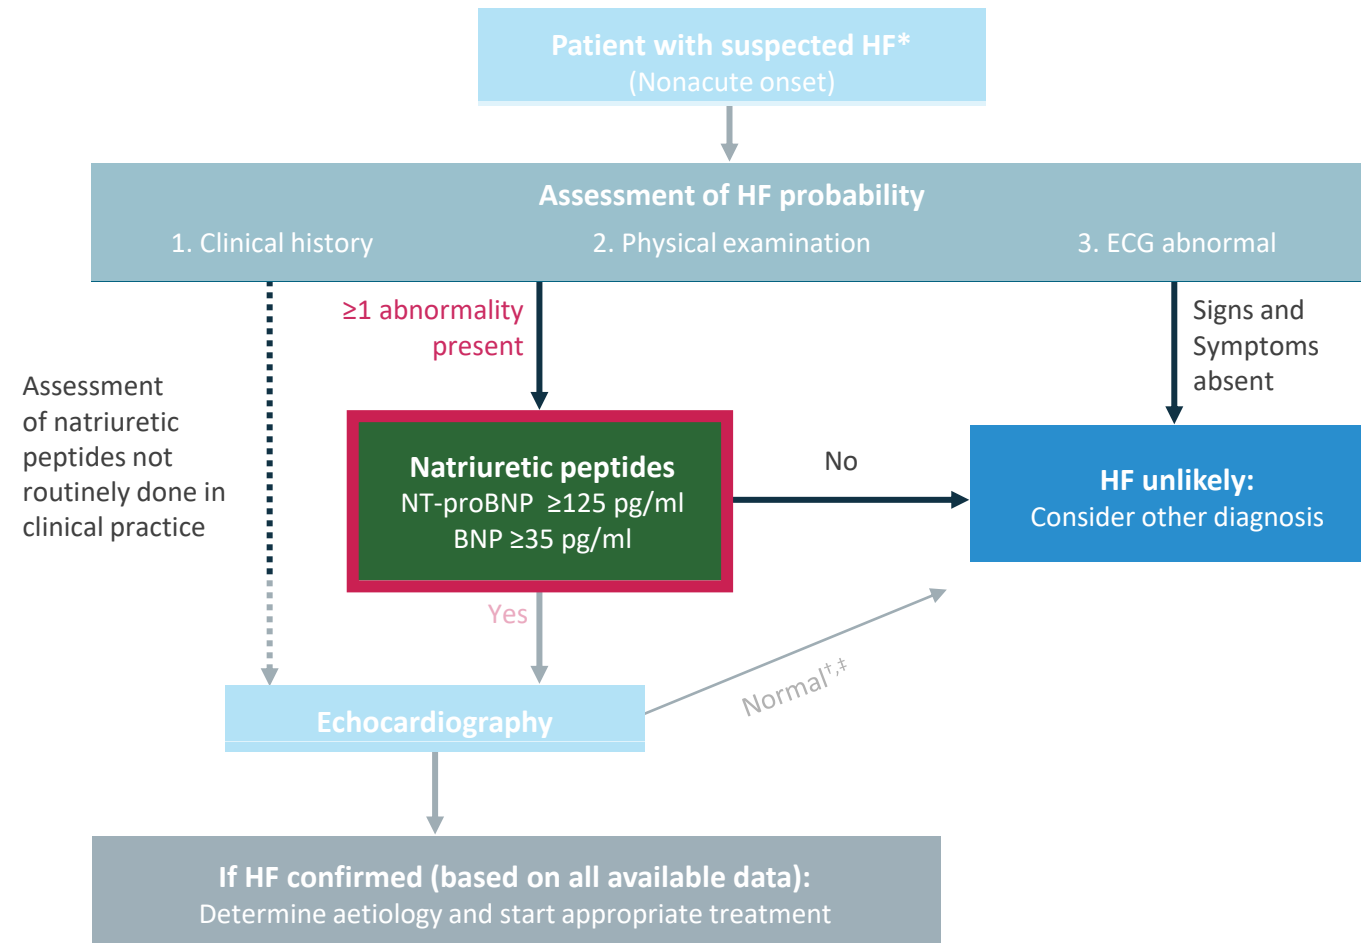 Patient with suspected HF*
(Nonacute onset)
Assessment of HF probability
1. Clinical history
2. Physical examination
3. ECG abnormal
≥1 abnormality
present
Signs and
Symptoms
absent
Assessment
of natriuretic
peptides not
routinely done in
clinical practice
Natriuretic peptides
NT-proBNP ≥125 pg/ml
BNP ≥35 pg/ml
No
HF unlikely:
Consider other diagnosis
Yes
Normal†,‡
Echocardiography
If HF confirmed (based on all available data):
Determine aetiology and start appropriate treatment